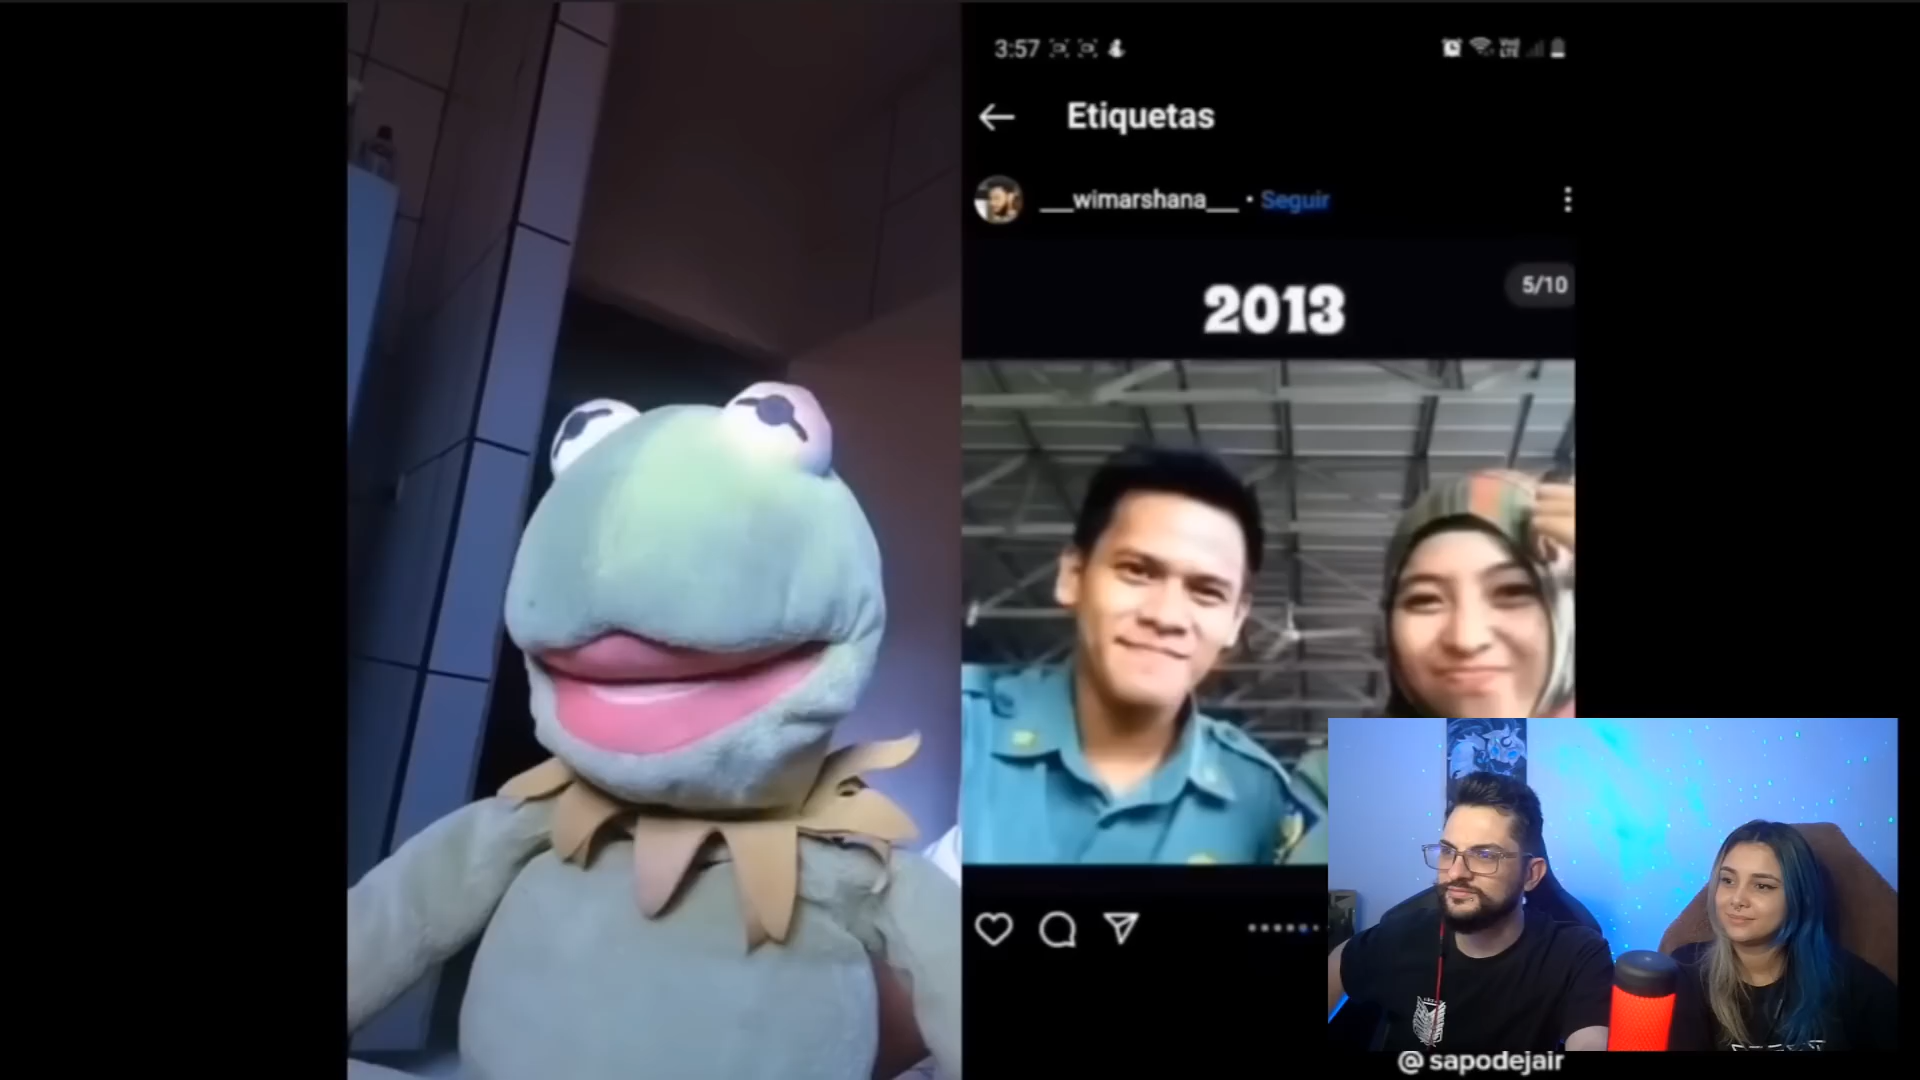 3:57
Etiquetas
___wimarshana___ • Seguir
2013
5/10
@ sapodejair